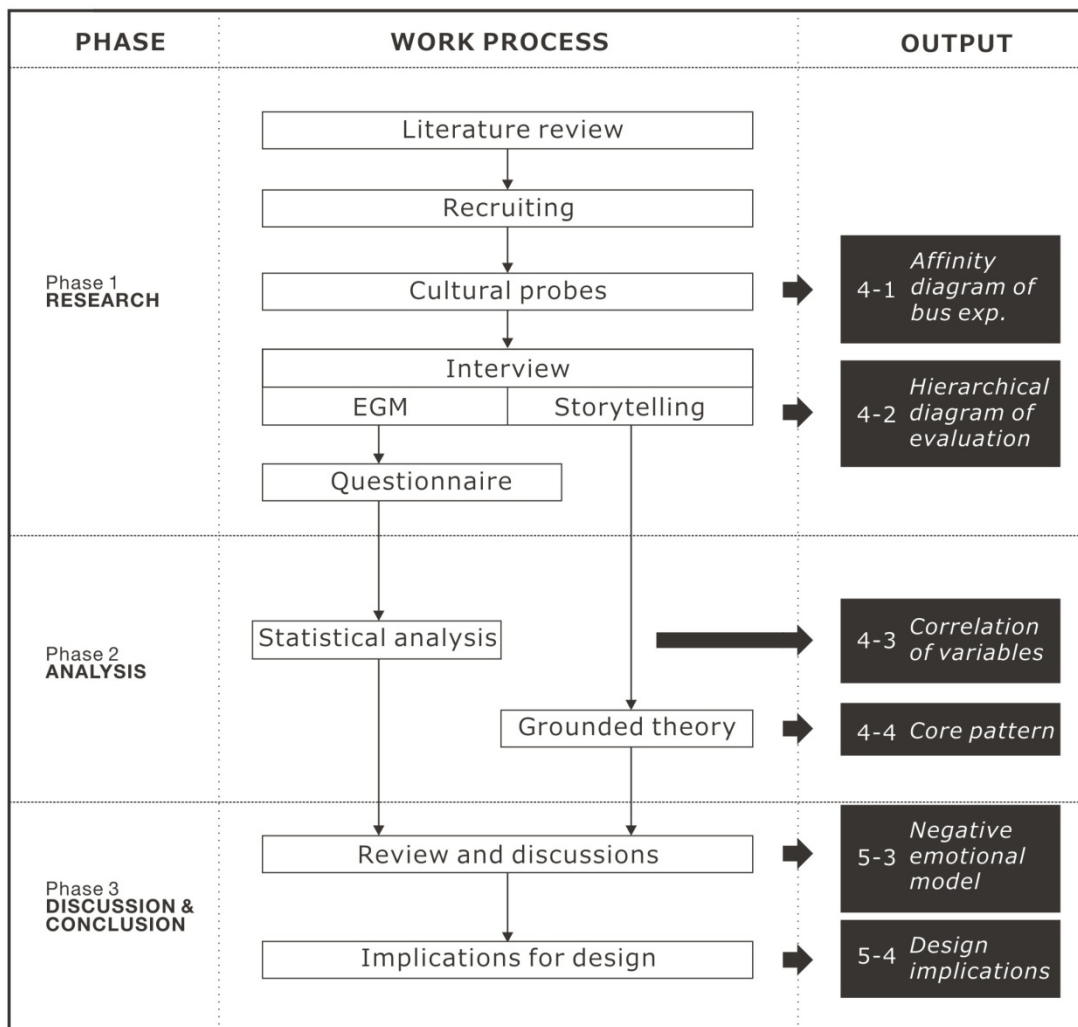 PHASE
WORK PROCESS
OUTPUT
Phase 1
RESEARCH
Literature review
Recruiting
Cultural probes
4-1
Affinity
diagram of
bus exp.
Interview
EGM
Storytelling
4-2
Hierarchical
diagram of
evaluation
Questionnaire
Phase 2
ANALYSIS
Statistical analysis
4-3
Correlation
of variables
Grounded theory
4-4
Core pattern
Phase 3
DISCUSSION &
CONCLUSION
Review and discussions
5-3
Negative
emotional
model
Implications for design
5-4
Design
implications